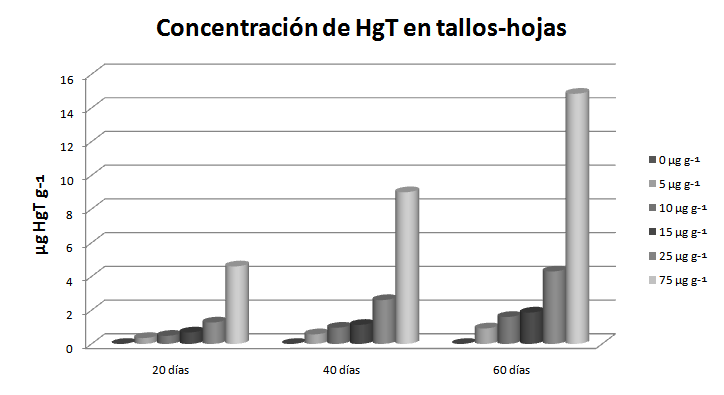 Concentración de HgT en tallos-hojas
µg HgT g-1
16
14
12
10
8
6
4
2
0
20 días
40 días
60 días
0 µg g-1
5 µg g-1
10 µg g-1
15 µg g-1
25 µg g-1
75 µg g-1